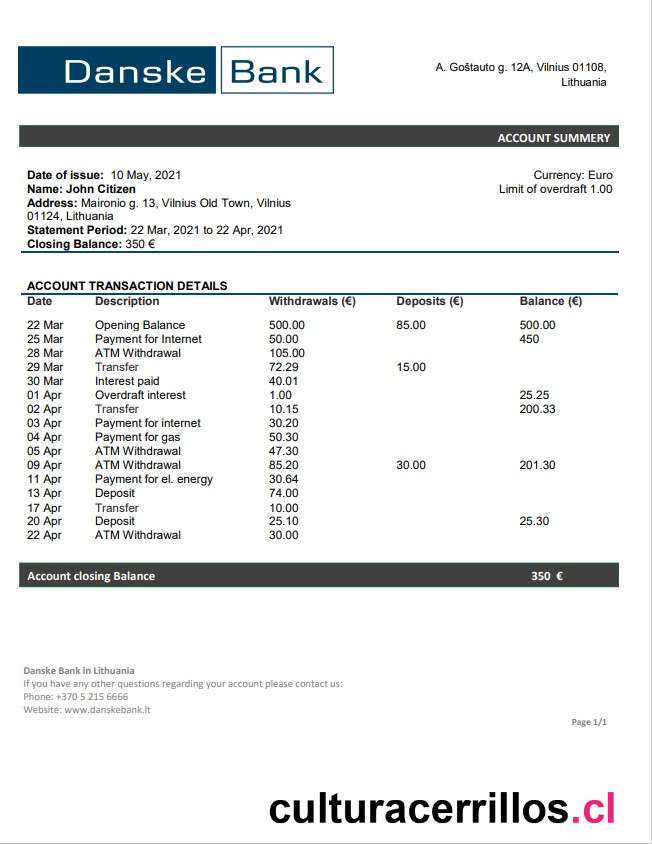 Danske Bank
A. Goštauto g. 12A, Vilnius 01108,
Lithuania
ACCOUNT SUMMERY
Date of issue: 10 May, 2021
Currency: Euro
Name: John Citizen
Limit of overdraft 1.00
Address: Maironio g. 13, Vilnius Old Town, Vilnius
01124, Lithuania
Statement Period: 22 Mar, 2021 to 22 Apr, 2021
Closing Balance: 350 €
ACCOUNT TRANSACTION DETAILS
Date Description Withdrawals (€) Deposits (€) Balance (€)
22 Mar Opening Balance 500.00 85.00 500.00
25 Mar Payment for Internet 50.00 450
28 Mar ATM Withdrawal 105.00
29 Mar Transfer 72.29 15.00
30 Mar Interest paid 40.01
01 Apr Overdraft interest 1.00 25.25
02 Apr Transfer 10.15 200.33
03 Apr Payment for internet 30.20
04 Apr Payment for gas 50.30
05 Apr ATM Withdrawal 47.30
09 Apr ATM Withdrawal 85.20 30.00 201.30
11 Apr Payment for el. energy 30.64
13 Apr Deposit 74.00
17 Apr Transfer 10.00
20 Apr Deposit 25.10 25.30
22 Apr ATM Withdrawal 30.00
Account closing Balance 350 €
Danske Bank in Lithuania
If you have any other questions regarding your account please contact us:
Phone: +370 5 215 6666
Website: www.danskebank.lt
Page 1/1
culturacerrillos.cl